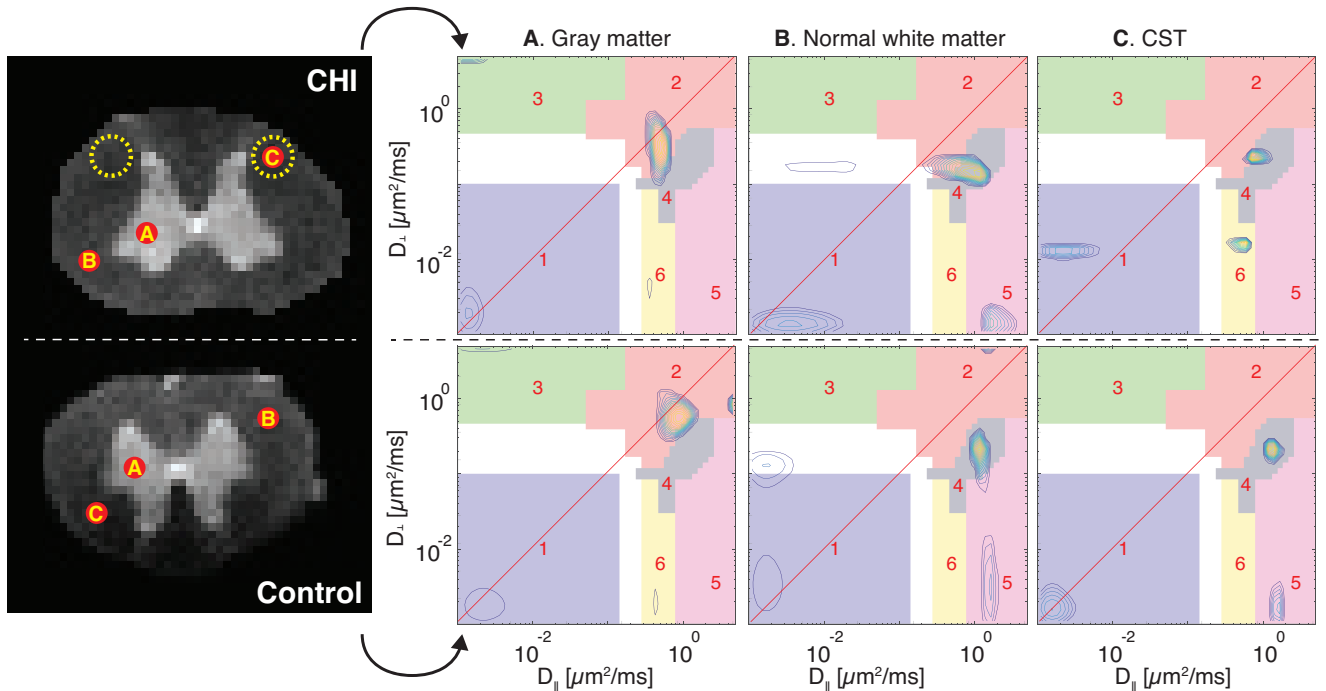 CHI
C
A
B
A. Gray matter
B. Normal white matter
C. CST
D⊥ [µm²/ms]
10⁰
10⁻²
3
2
4
1
6
5
3
2
4
1
6
5
3
2
4
1
6
5
B
A
C
Control
D⊥ [µm²/ms]
10⁰
10⁻²
3
2
4
1
6
5
3
2
4
1
6
5
3
2
4
1
6
5
10⁻² 10⁰
10⁻² 10⁰
10⁻² 10⁰
D∥ [µm²/ms]
D∥ [µm²/ms]
D∥ [µm²/ms]